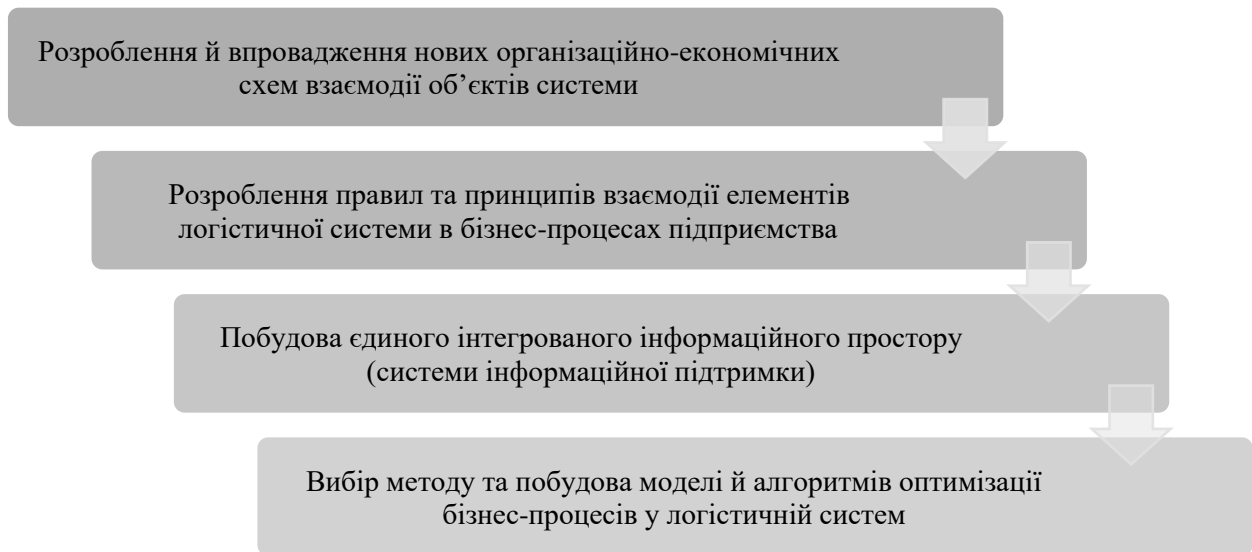 Розроблення й впровадження нових організаційно-економічних
схем взаємодії об’єктів системи
Розроблення правил та принципів взаємодії елементів
логістичної системи в бізнес-процесах підприємства
Побудова єдиного інтегрованого інформаційного простору
(системи інформаційної підтримки)
Вибір методу та побудова моделі й алгоритмів оптимізації
бізнес-процесів у логістичній систем